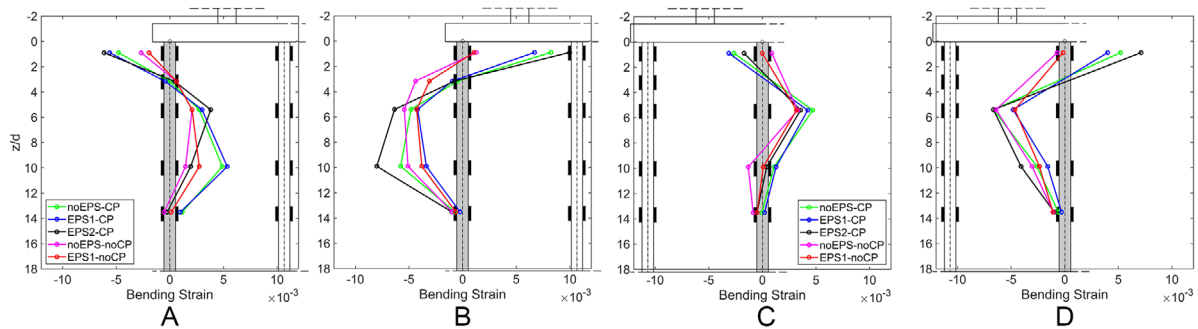 -2
0
2
4
6
8
10
12
14
16
18
z/d
noEPS-CP
EPS1-CP
EPS2-CP
noEPS-noCP
EPS1-noCP
-10 -5 0 5 10
Bending Strain ×10⁻³
A
-2
0
2
4
6
8
10
12
14
16
18
-10 -5 0 5 10
Bending Strain ×10⁻³
B
-2
0
2
4
6
8
10
12
14
16
18
noEPS-CP
EPS1-CP
EPS2-CP
noEPS-noCP
EPS1-noCP
-10 -5 0 5 10
Bending Strain ×10⁻³
C
-2
0
2
4
6
8
10
12
14
16
18
-10 -5 0 5 10
Bending Strain ×10⁻³
D